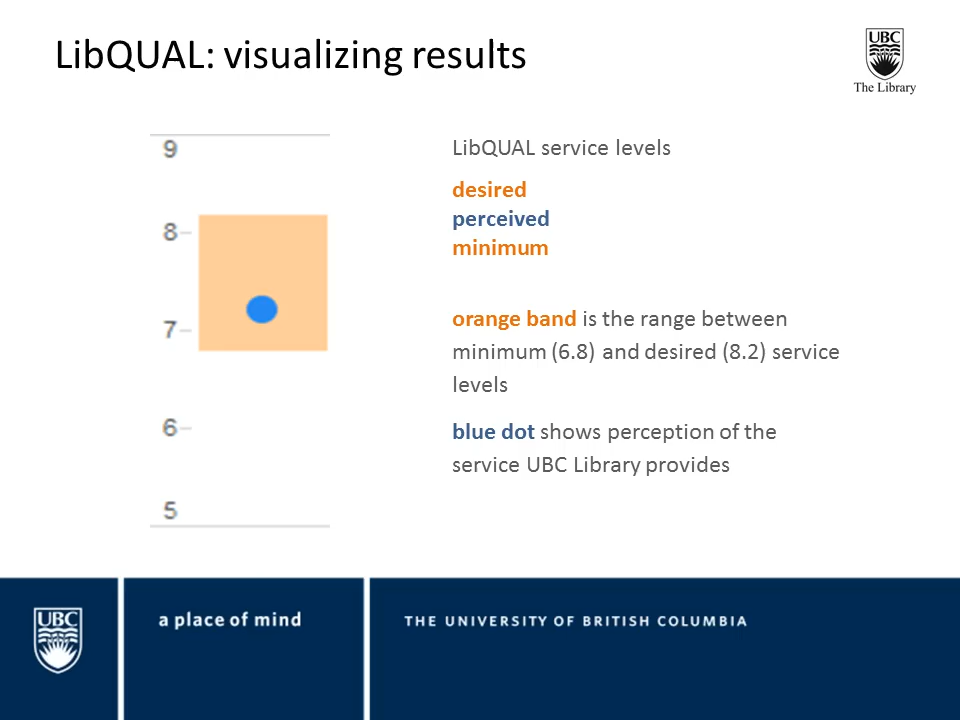 LibQUAL: visualizing results
UBC
The Library
9
8
7
6
5
LibQUAL service levels
desired
perceived
minimum
orange band is the range between
minimum (6.8) and desired (8.2) service
levels
blue dot shows perception of the
service UBC Library provides
UBC
a place of mind
THE UNIVERSITY OF BRITISH COLUMBIA